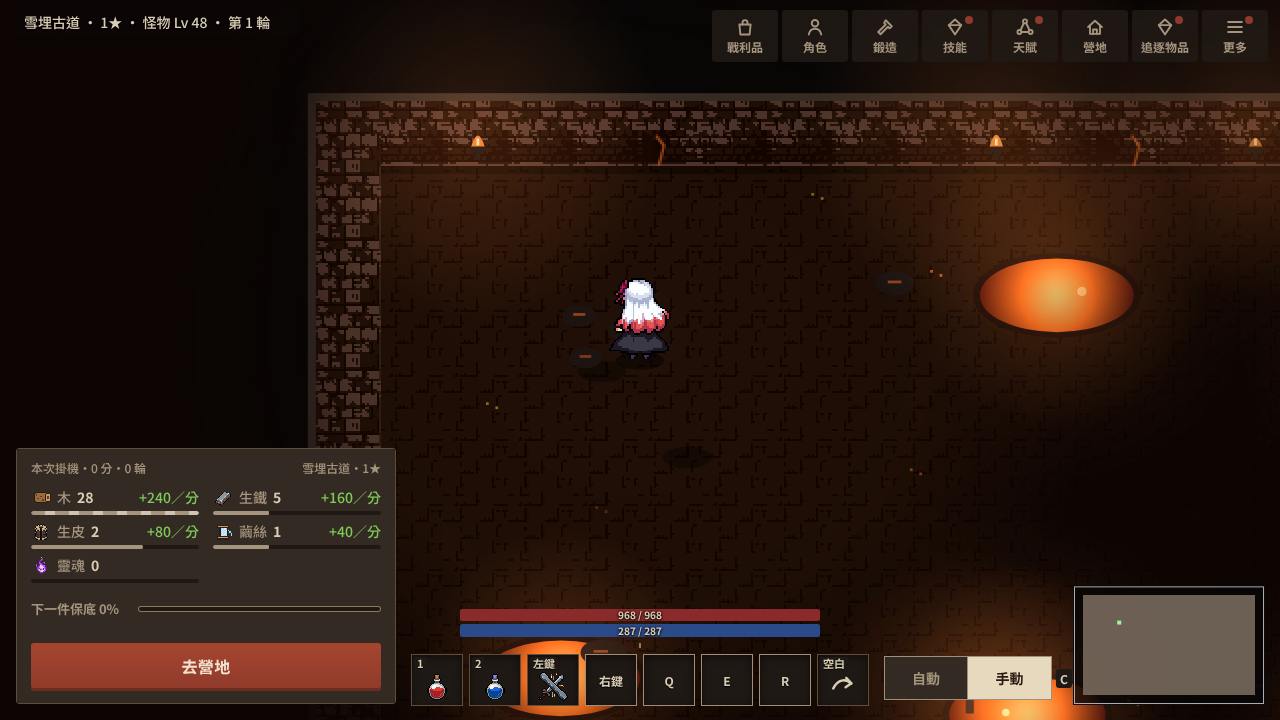 雪埋古道 • 1★ • 怪物 Lv 48 • 第 1 輪
戰利品
角色
鍛造
技能
天賦
營地
追逐物品
更多
本次掛機・0 分・0 輪
雪埋古道・1★
木 28 +240／分
生鐵 5 +160／分
生皮 2 +80／分
繭絲 1 +40／分
靈魂 0
下一件保底 0%
去營地
968 / 968
287 / 287
1
2
左鍵
右鍵
Q
E
R
空白
自動
手動
C